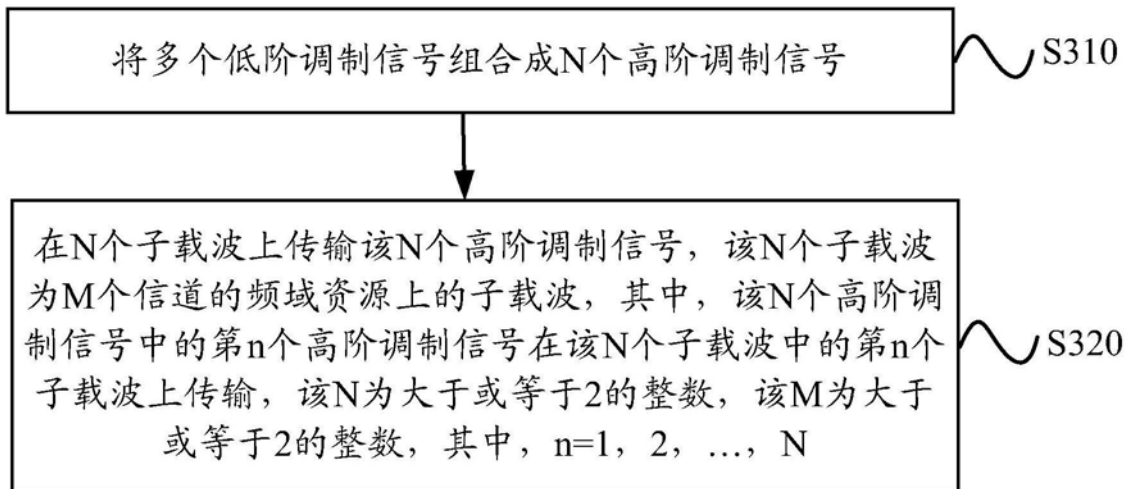 将多个低阶调制信号组合成N个高阶调制信号
S310
在N个子载波上传输该N个高阶调制信号，该N个子载波
为M个信道的频域资源上的子载波，其中，该N个高阶调
制信号中的第n个高阶调制信号在该N个子载波中的第n个
子载波上传输，该N为大于或等于2的整数，该M为大于
或等于2的整数，其中，n=1，2，…，N
S320